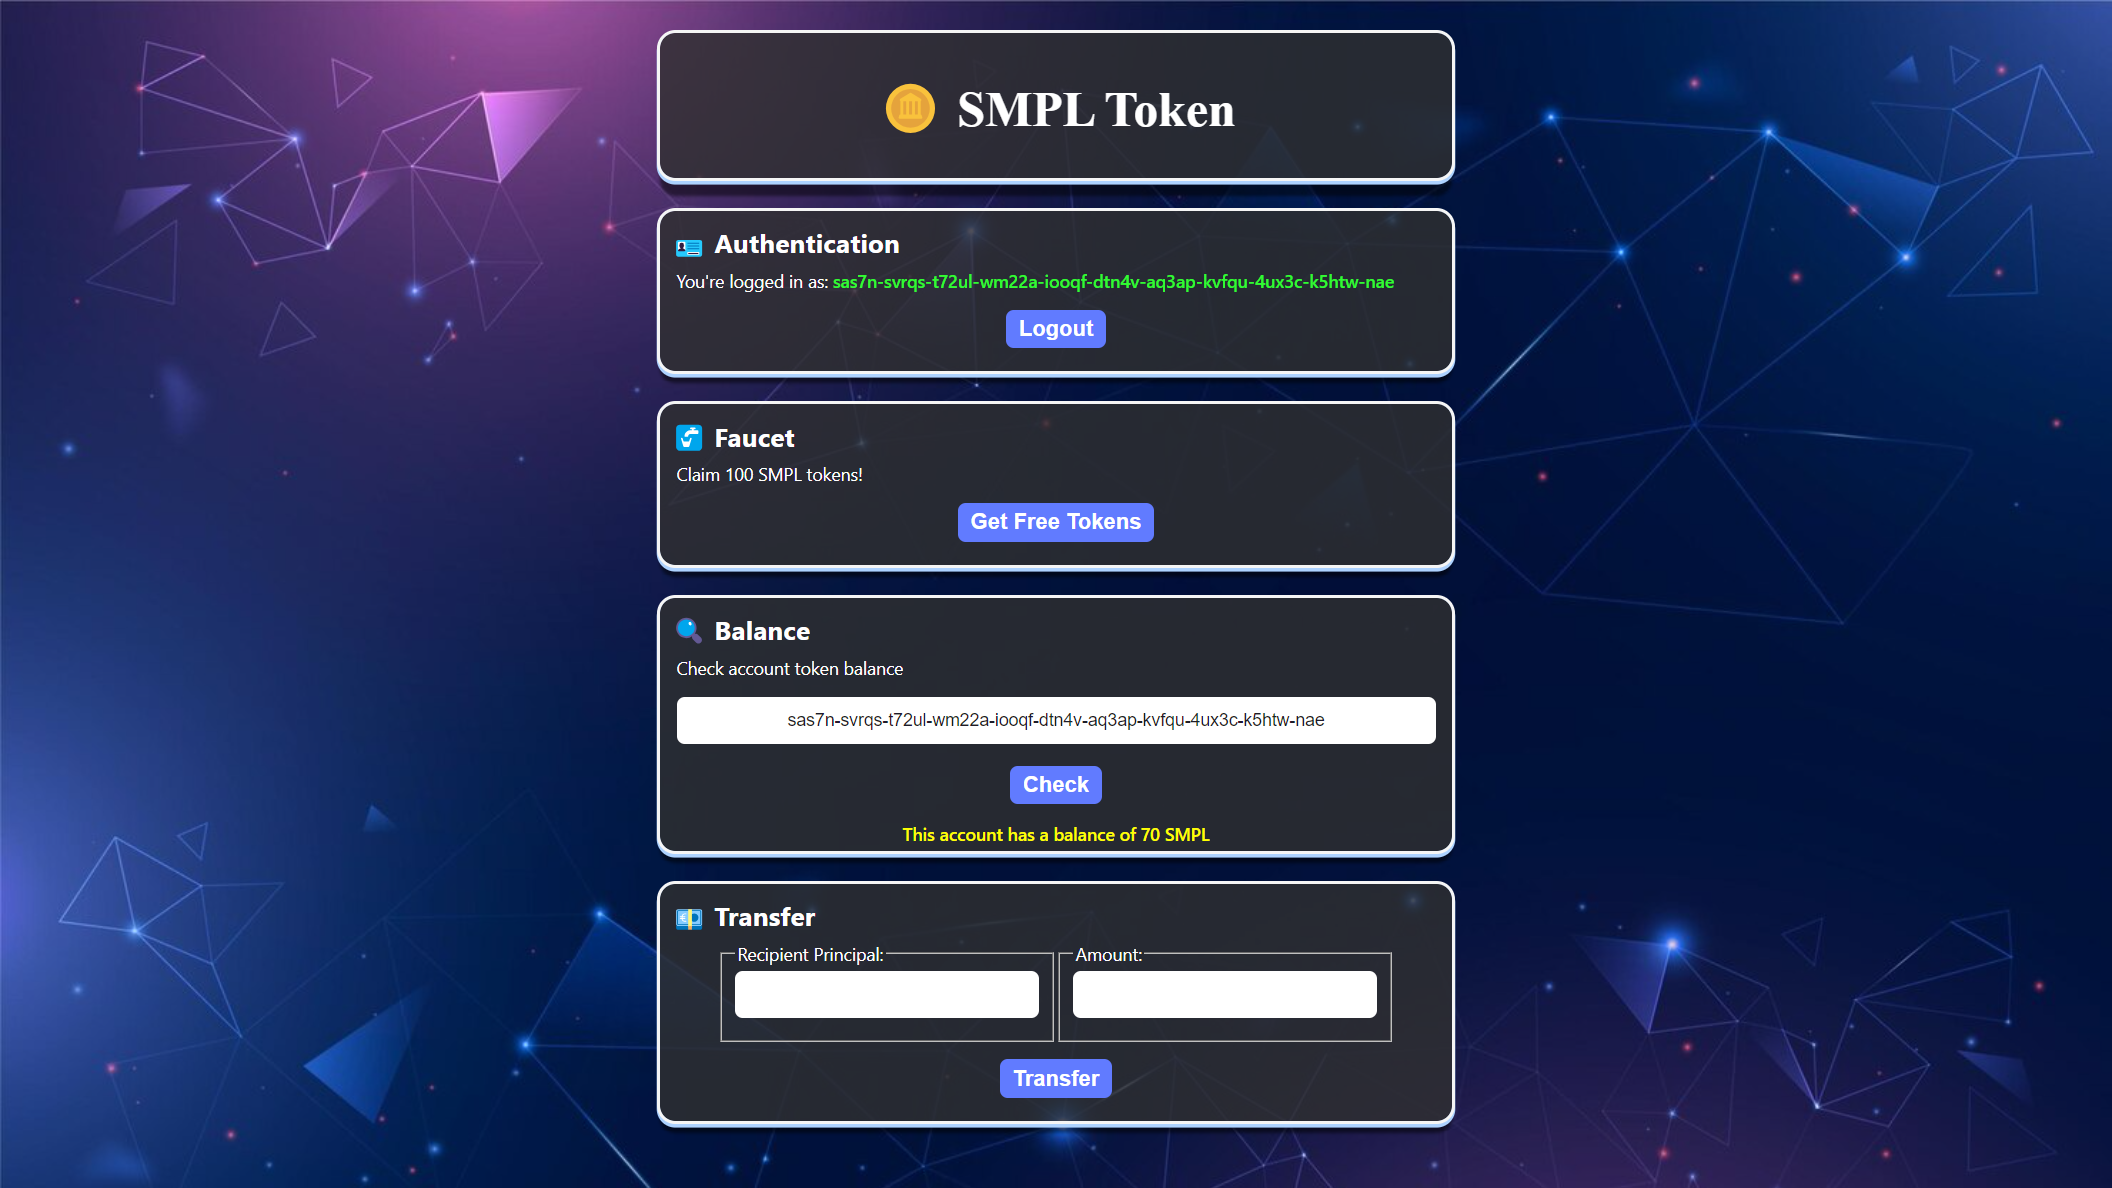 SMPL Token
Authentication
You're logged in as: sas7n-svrqs-t72ul-wm22a-iooqf-dtn4v-aq3ap-kvfqu-4ux3c-k5htw-nae
Logout
Faucet
Claim 100 SMPL tokens!
Get Free Tokens
Balance
Check account token balance
sas7n-svrqs-t72ul-wm22a-iooqf-dtn4v-aq3ap-kvfqu-4ux3c-k5htw-nae
Check
This account has a balance of 70 SMPL
Transfer
Recipient Principal: Amount:
Transfer